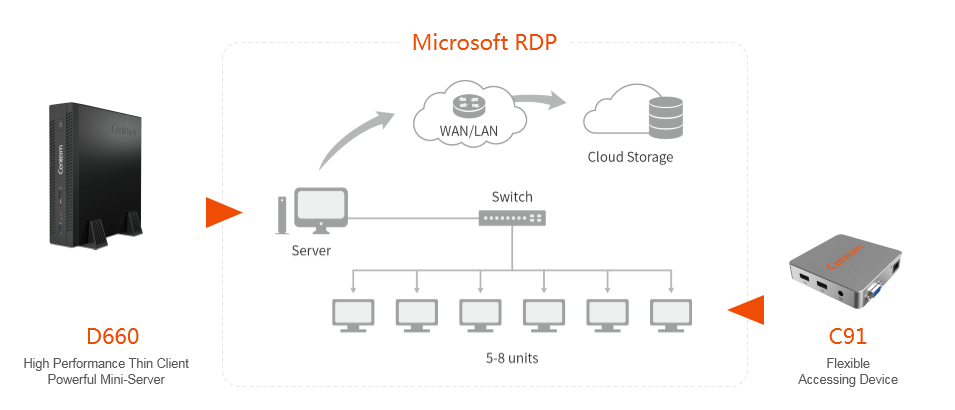 Microsoft RDP
WAN/LAN
Cloud Storage
Centerm
Centerm
Switch
Server
Centerm
5-8 units
D660
High Performance Thin Client
Powerful Mini-Server
C91
Flexible
Accessing Device